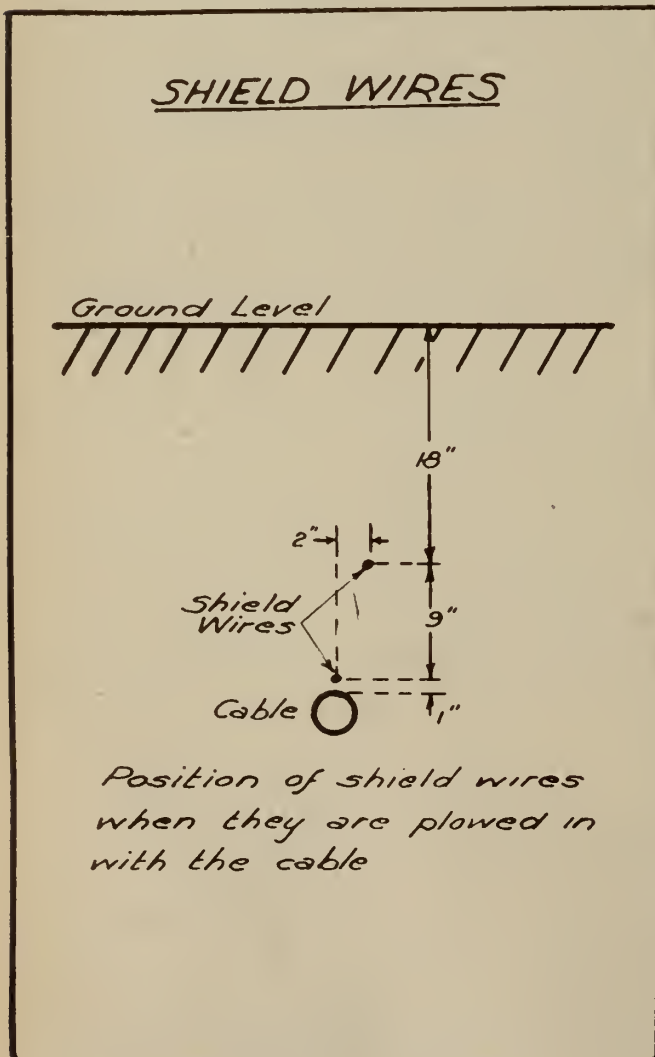 SHIELD WIRES
Ground Level
18"
2"
Shield
Wires
9"
Cable
1"
Position of shield wires
when they are plowed in
with the cable